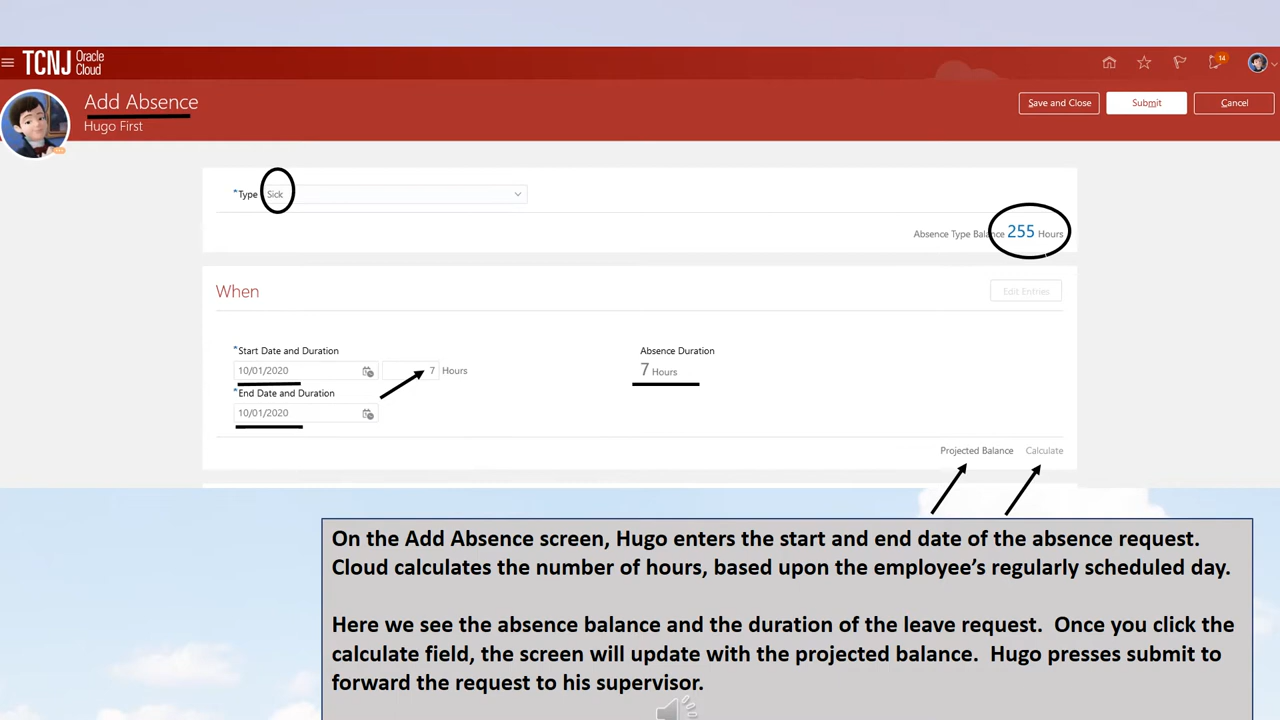 TCNJ Oracle Cloud
14
Add Absence
Hugo First
Save and Close Submit Cancel
*Type Sick
Absence Type Balance 255 Hours
When
Edit Entries
*Start Date and Duration
Absence Duration
10/01/2020 7 Hours
7 Hours
*End Date and Duration
10/01/2020
Projected Balance Calculate
On the Add Absence screen, Hugo enters the start and end date of the absence request.
Cloud calculates the number of hours, based upon the employee’s regularly scheduled day.
Here we see the absence balance and the duration of the leave request. Once you click the
calculate field, the screen will update with the projected balance. Hugo presses submit to
forward the request to his supervisor.